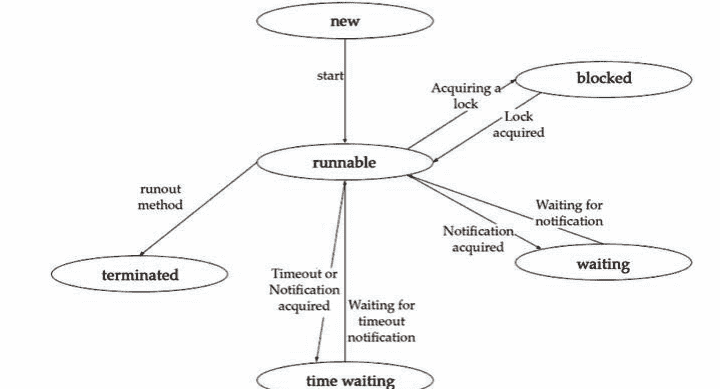 new
start
blocked
Acquiring a
lock
Lock
acquired
runnable
runout
method
Waiting for
notification
Notification
acquired
waiting
terminated
Timeout or
Notification
acquired
Waiting for
timeout
notification
time waiting